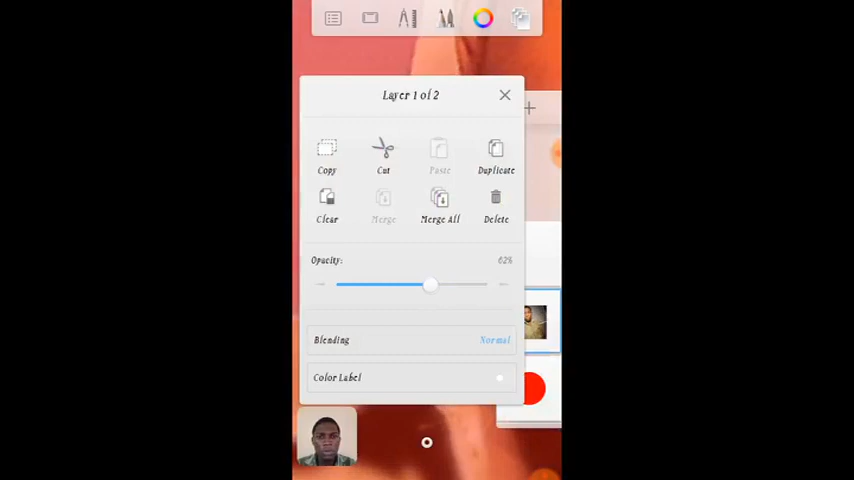 Layer 1 of 2
Copy Cut Paste Duplicate
Clear Merge Merge All Delete
Opacity: 62%
Blending Normal
Color Label